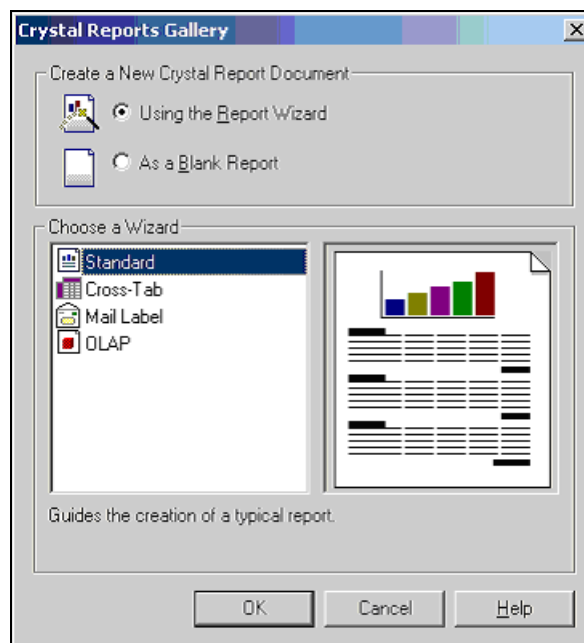 Crystal Reports Gallery
Create a New Crystal Report Document
Using the Report Wizard
As a Blank Report
Choose a Wizard
Standard
Cross-Tab
Mail Label
OLAP
Guides the creation of a typical report.
OK
Cancel
Help